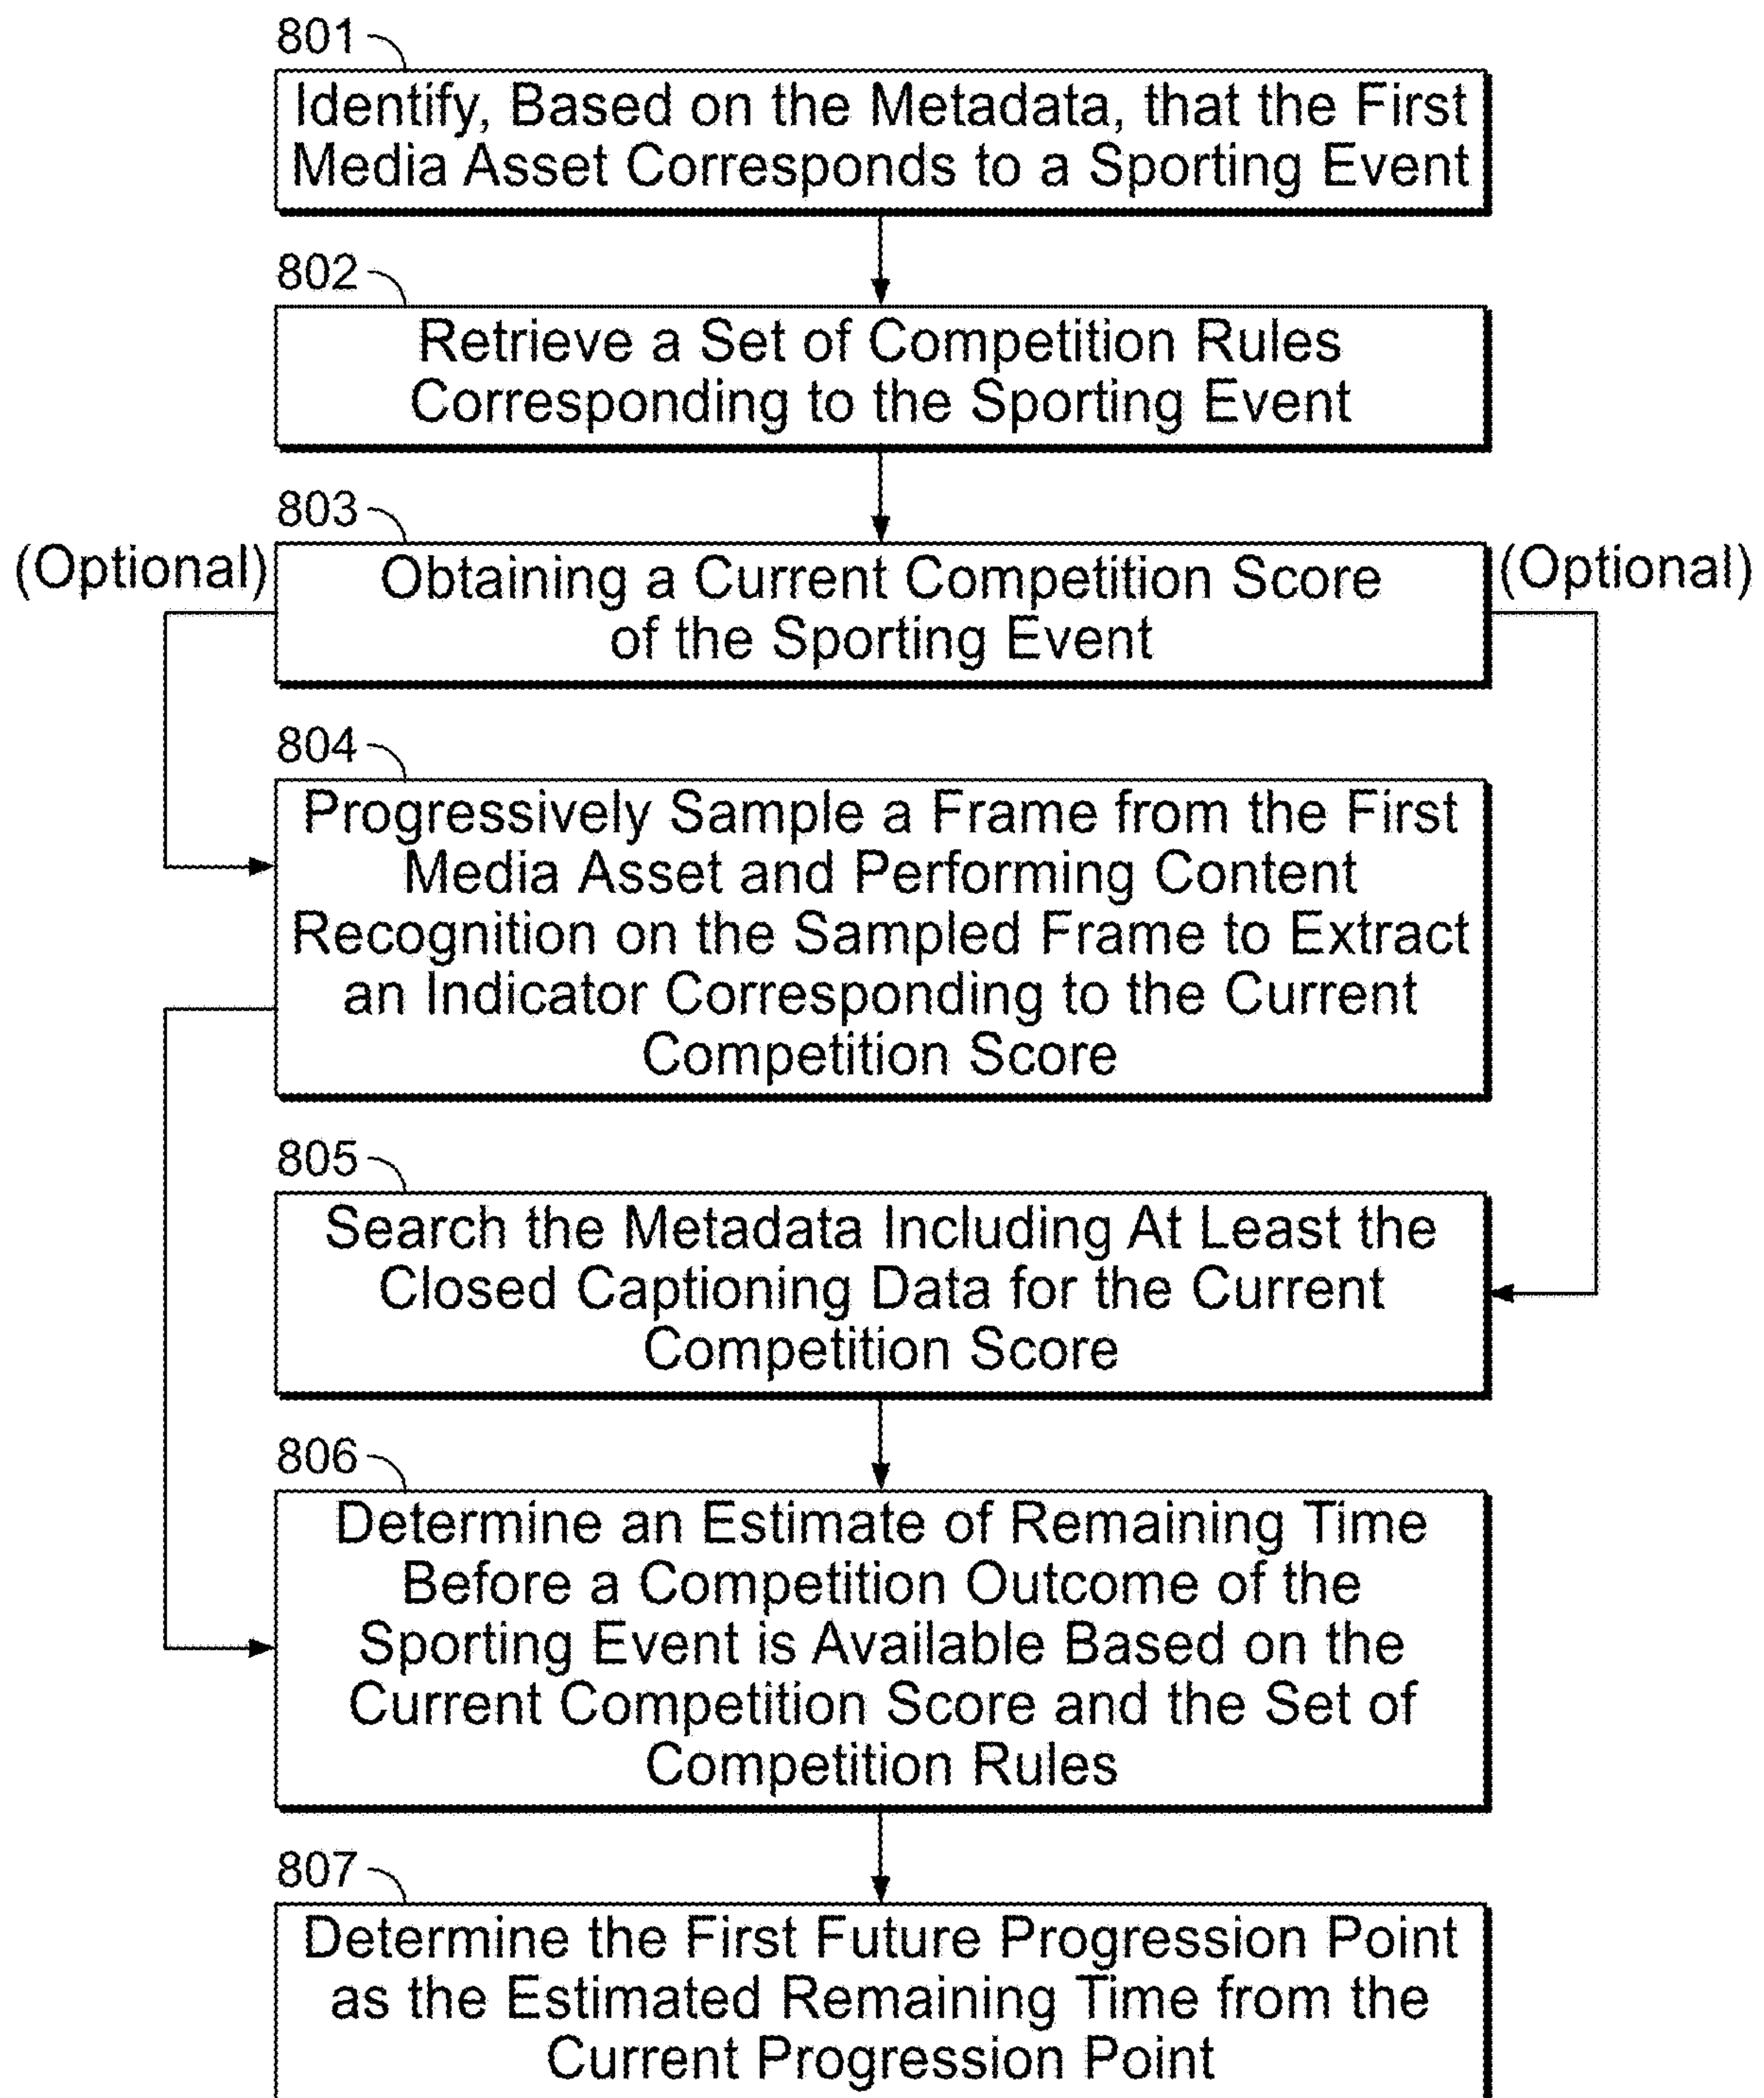 801
Identify, Based on the Metadata, that the First
Media Asset Corresponds to a Sporting Event
802
Retrieve a Set of Competition Rules
Corresponding to the Sporting Event
803
(Optional)
Obtaining a Current Competition Score
of the Sporting Event
(Optional)
804
Progressively Sample a Frame from the First
Media Asset and Performing Content
Recognition on the Sampled Frame to Extract
an Indicator Corresponding to the Current
Competition Score
805
Search the Metadata Including At Least the
Closed Captioning Data for the Current
Competition Score
806
Determine an Estimate of Remaining Time
Before a Competition Outcome of the
Sporting Event is Available Based on the
Current Competition Score and the Set of
Competition Rules
807
Determine the First Future Progression Point
as the Estimated Remaining Time from the
Current Progression Point